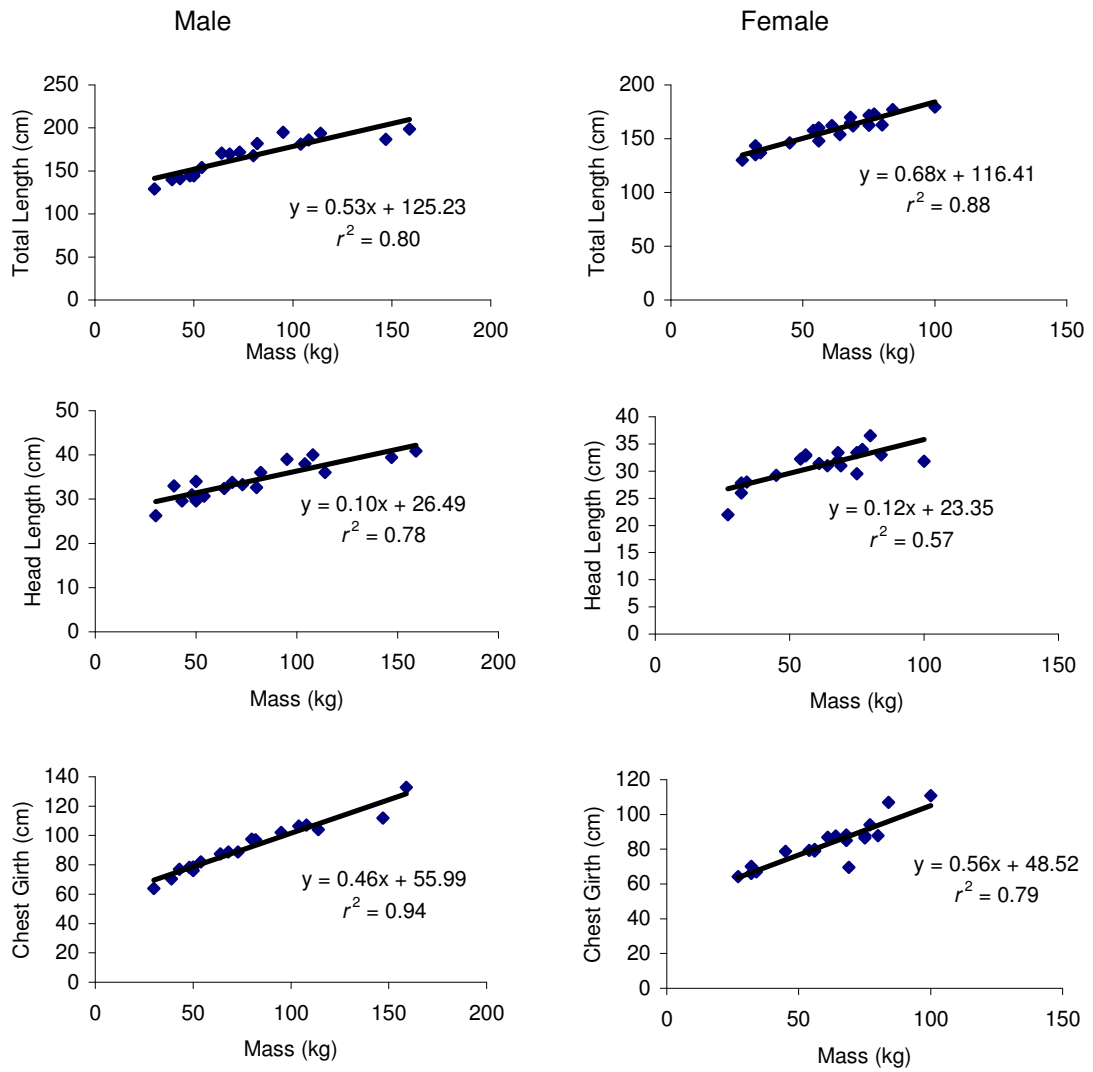 Male
Female
250
200
150
100
50
0
Total Length (cm)
y = 0.53x + 125.23
r² = 0.80
0 50 100 150 200
Mass (kg)
200
150
100
50
0
Total Length (cm)
y = 0.68x + 116.41
r² = 0.88
0 50 100 150
Mass (kg)
50
40
30
20
10
0
Head Length (cm)
y = 0.10x + 26.49
r² = 0.78
0 50 100 150 200
Mass (kg)
40
35
30
25
20
15
10
5
0
Head Length (cm)
y = 0.12x + 23.35
r² = 0.57
0 50 100 150
Mass (kg)
140
120
100
80
60
40
20
0
Chest Girth (cm)
y = 0.46x + 55.99
r² = 0.94
0 50 100 150 200
Mass (kg)
120
100
80
60
40
20
0
Chest Girth (cm)
y = 0.56x + 48.52
r² = 0.79
0 50 100 150
Mass (kg)